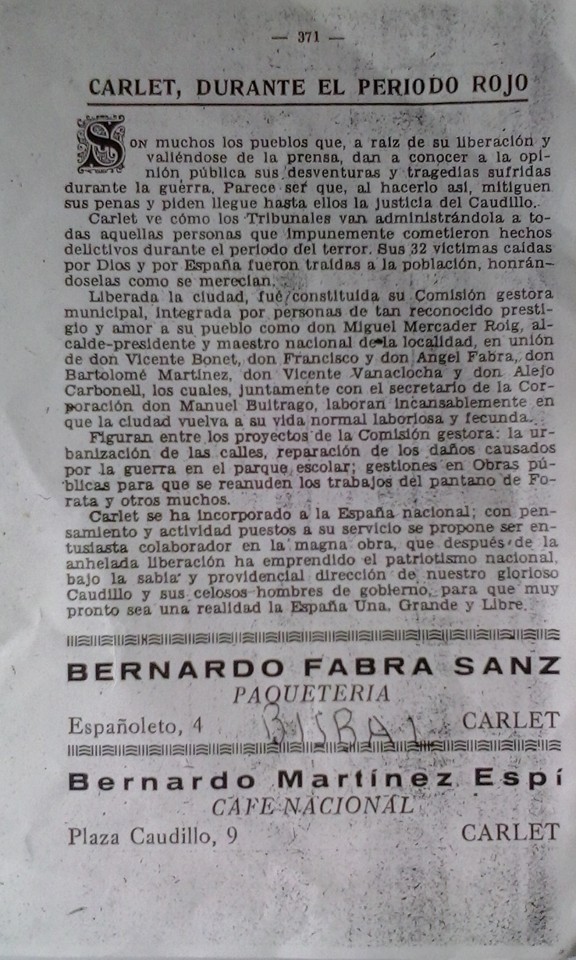 — 371 —
CARLET, DURANTE EL PERIODO ROJO
SON muchos los pueblos que, a raiz de su liberación y
valiéndose de la prensa, dan a conocer a la opi-
nión pública sus desventuras y tragedias sufridas
durante la guerra. Parece ser que, al hacerlo así, mitiguen
sus penas y piden llegue hasta ellos la justicia del Caudillo.
Carlet ve cómo los Tribunales van administrándola a to-
das aquellas personas que impunemente cometieron hechos
delictivos durante el periodo del terror. Sus 32 victimas caídas
por Dios y por España fueron traídas a la población, honrán-
doselas como se merecían.
Liberada la ciudad, fué constituída su Comisión gestora
municipal, integrada por personas de tan reconocido presti-
gio y amor a su pueblo como don Miguel Mercader Roig, al-
calde-presidente y maestro nacional de la localidad, en unión
de don Vicente Bonet, don Francisco y don Angel Fabra, don
Bartolomé Martínez, don Vicente Vanaclocha y don Alejo
Carbonell, los cuales, juntamente con el secretario de la Cor-
poración don Manuel Buitrago, laboran incansablemente en
que la ciudad vuelva a su vida normal laboriosa y fecunda.
Figuran entre los proyectos de la Comisión gestora: la ur-
banización de las calles, reparación de los daños causados
por la guerra en el parque escolar; gestiones en Obras pú-
blicas para que se reanuden los trabajos del pantano de Fo-
rata y otros muchos.
Carlet se ha incorporado a la España nacional; con pen-
samiento y actividad puestos a su servicio se propone ser en-
tusiasta colaborador en la magna obra, que después de la
anhelada liberación ha emprendido el patriotismo nacional,
bajo la sabia y providencial dirección de nuestro glorioso
Caudillo y sus celosos hombres de gobierno, para que muy
pronto sea una realidad la España Una, Grande y Libre.
BERNARDO FABRA SANZ
PAQUETERIA
Españoleto, 4 CARLET
Bernardo Martínez Espí
CAFE NACIONAL
Plaza Caudillo, 9 CARLET